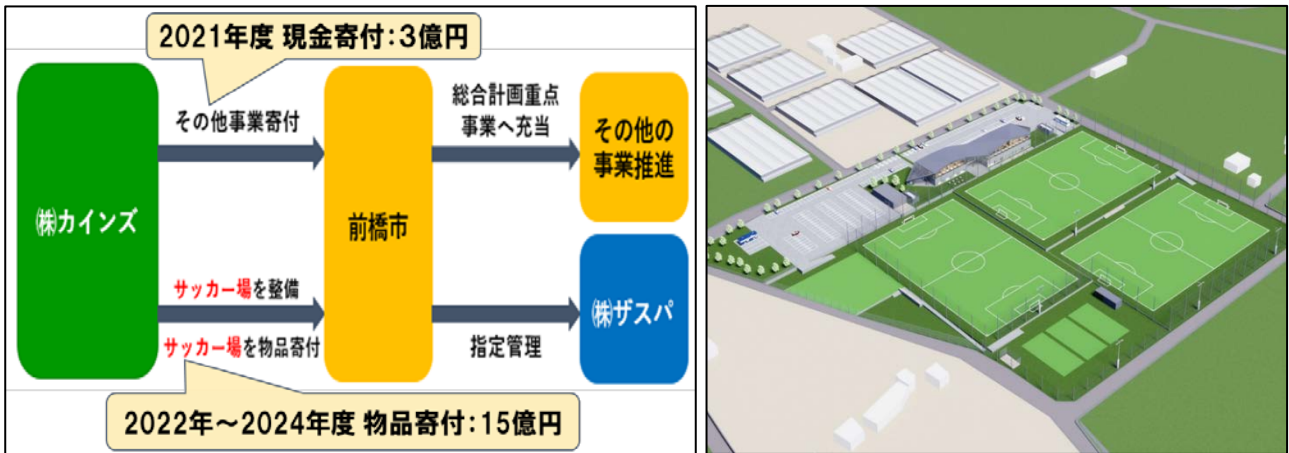 2021年度 現金寄付：3億円
㈱カインズ
その他事業寄付
前橋市
総合計画重点
事業へ充当
その他の
事業推進
サッカー場を整備
サッカー場を物品寄付
指定管理
㈱ザスパ
2022年～2024年度 物品寄付：15億円